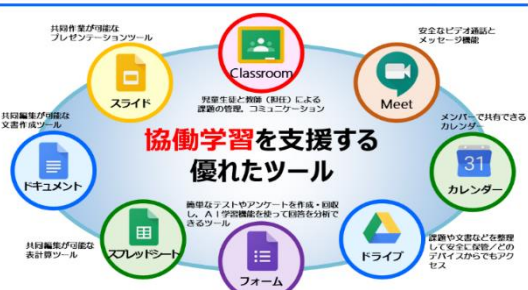 共同作業が可能な
プレゼンテーションツール
スライド
Classroom
児童生徒と教師（担任）による
課題の管理、コミュニケーション
安全なビデオ通話と
メッセージ機能
Meet
共同編集が可能な
文書作成ツール
ドキュメント
協働学習を支援する
優れたツール
メンバーで共有できる
カレンダー
31
カレンダー
共同編集が可能な
表計算ツール
スプレッドシート
簡単なテストやアンケートを作成・回収
し、ＡＩ学習機能を使って回答を分析で
きるツール
フォーム
ドライブ
課題や文書などを整理
して安全に保管／どの
デバイスからでもアク
セス